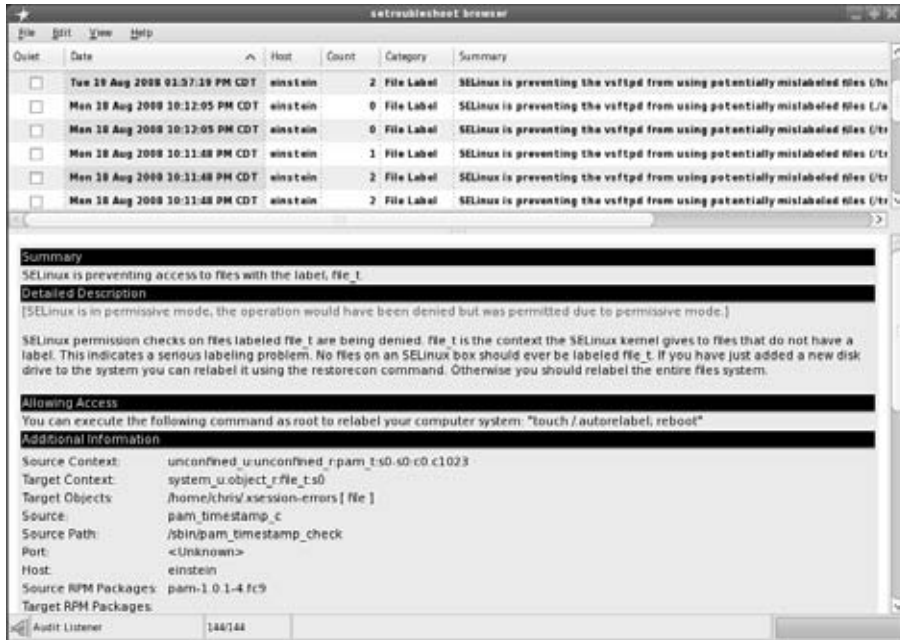 setroubleshoot browser
File Edit View Help
Quiet Date Host Count Category Summary
Tue 19 Aug 2008 01:57:19 PM CDT einstein 2 File Label SELinux is preventing the vsftpd from using potentially mislabeled files (/h
Mon 18 Aug 2008 10:12:05 PM CDT einstein 0 File Label SELinux is preventing the vsftpd from using potentially mislabeled files (./a
Mon 18 Aug 2008 10:12:05 PM CDT einstein 0 File Label SELinux is preventing the vsftpd from using potentially mislabeled files (/tr
Mon 18 Aug 2008 10:11:48 PM CDT einstein 1 File Label SELinux is preventing the vsftpd from using potentially mislabeled files (/tr
Mon 18 Aug 2008 10:11:48 PM CDT einstein 2 File Label SELinux is preventing the vsftpd from using potentially mislabeled files (/tr
Mon 18 Aug 2008 10:11:48 PM CDT einstein 2 File Label SELinux is preventing the vsftpd from using potentially mislabeled files (/tr
Summary
SELinux is preventing access to files with the label, file_t.
Detailed Description
[SELinux is in permissive mode, the operation would have been denied but was permitted due to permissive mode.]
SELinux permission checks on files labeled file_t are being denied. file_t is the context the SELinux kernel gives to files that do not have a
label. This indicates a serious labeling problem. No files on an SELinux box should ever be labeled file_t. If you have just added a new disk
drive to the system you can relabel it using the restorecon command. Otherwise you should relabel the entire files system.
Allowing Access
You can execute the following command as root to relabel your computer system: "touch /.autorelabel; reboot"
Additional Information
Source Context: unconfined_u:unconfined_r:pam_t:s0-s0:c0.c1023
Target Context: system_u:object_r:file_t:s0
Target Objects: /home/chris/.xsession-errors [ file ]
Source: pam_timestamp_c
Source Path: /sbin/pam_timestamp_check
Port: <Unknown>
Host: einstein
Source RPM Packages: pam-1.0.1-4.fc9
Target RPM Packages:
Audit Listener 144/144